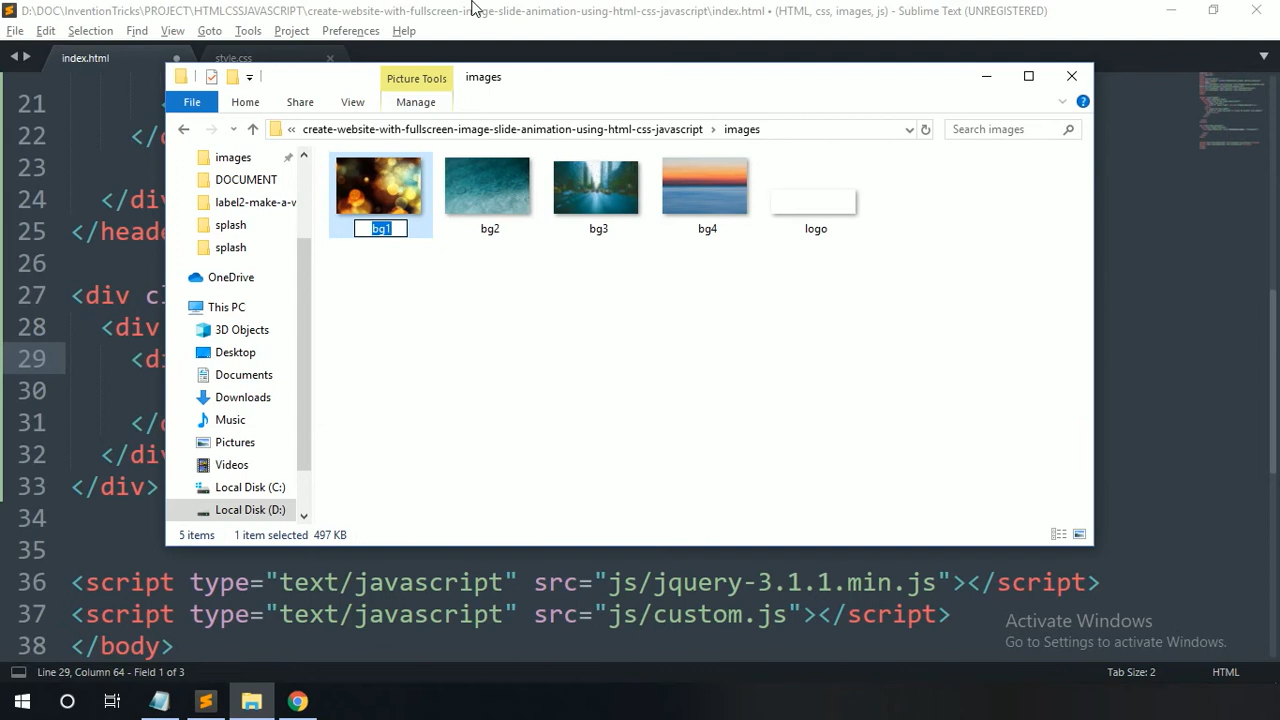 D:\DOC\InventionTricks\PROJECT\HTMLCSSJAVASCRIPT\create-website-with-fullscreen-image-slide-animation-using-html-css-javascript\index.html • (HTML, css, images, js) - Sublime Text (UNREGISTERED)
File Edit Selection Find View Goto Tools Project Preferences Help
index.html style.css
Picture Tools images
File Home Share View Manage
« create-website-with-fullscreen-image-slide-animation-using-html-css-javascript > images Search images
images
DOCUMENT
label2-make-a-w
splash
splash
OneDrive
This PC
3D Objects
Desktop
Documents
Downloads
Music
Pictures
Videos
Local Disk (C:)
Local Disk (D:)
bg1 bg2 bg3 bg4 logo
5 items 1 item selected 497 KB
21 <
22 </
23
24 </di
25 </head
26
27 <div cl
28 <div
29 <di
30
31 </
32 </di
33 </div>
34
35
36 <script type="text/javascript" src="js/jquery-3.1.1.min.js"></script>
37 <script type="text/javascript" src="js/custom.js"></script>
38 </body>
Activate Windows
Go to Settings to activate Windows.
Line 29, Column 64 - Field 1 of 3 Tab Size: 2 HTML